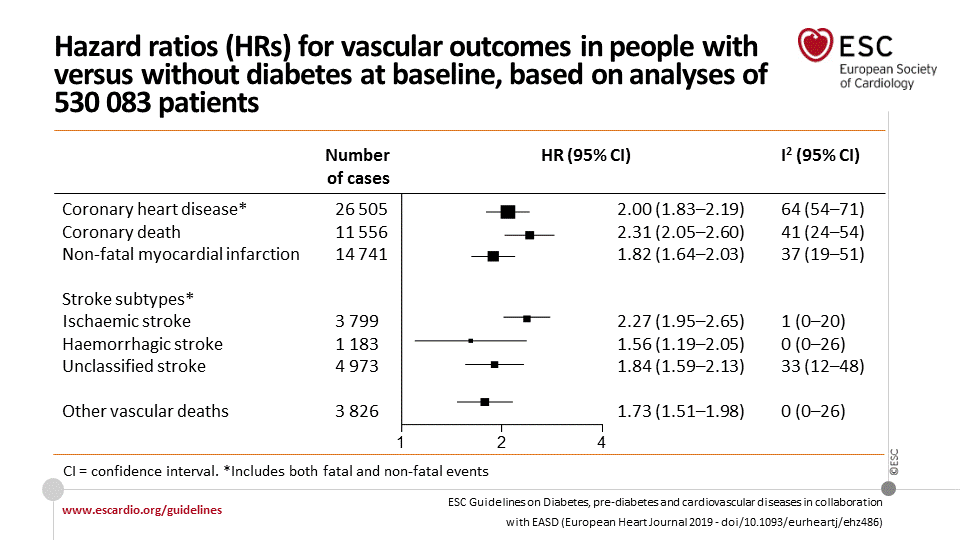 Hazard ratios (HRs) for vascular outcomes in people with
versus without diabetes at baseline, based on analyses of
530 083 patients
ESC
European Society
of Cardiology
Number
of cases
HR (95% CI)
I² (95% CI)
Coronary heart disease* 26 505 2.00 (1.83–2.19) 64 (54–71)
Coronary death 11 556 2.31 (2.05–2.60) 41 (24–54)
Non-fatal myocardial infarction 14 741 1.82 (1.64–2.03) 37 (19–51)
Stroke subtypes*
Ischaemic stroke 3 799 2.27 (1.95–2.65) 1 (0–20)
Haemorrhagic stroke 1 183 1.56 (1.19–2.05) 0 (0–26)
Unclassified stroke 4 973 1.84 (1.59–2.13) 33 (12–48)
Other vascular deaths 3 826 1.73 (1.51–1.98) 0 (0–26)
1 2 4
CI = confidence interval. *Includes both fatal and non-fatal events
©ESC
www.escardio.org/guidelines
ESC Guidelines on Diabetes, pre-diabetes and cardiovascular diseases in collaboration
with EASD (European Heart Journal 2019 - doi/10.1093/eurheartj/ehz486)